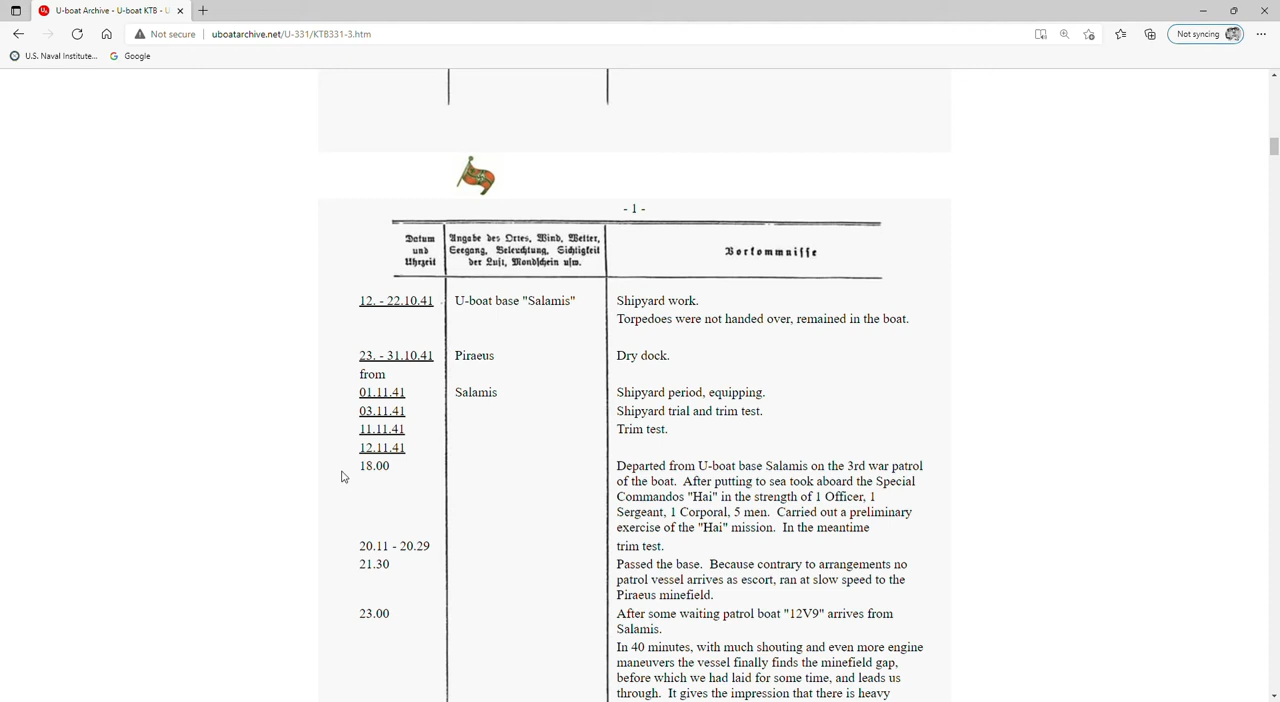 U-boat Archive - U-boat KTB - U
Not secure
uboatarchive.net/U-331/KTB331-3.htm
Not syncing
U.S. Naval Institute...
Google
- 1 -
Datum und Uhrzeit
Angabe des Ortes, Wind, Wetter,
Seegang, Beleuchtung, Sichtigkeit
der Luft, Mondschein usw.
Vorkommnisse
12. - 22.10.41 U-boat base "Salamis" Shipyard work.
Torpedoes were not handed over, remained in the boat.
23. - 31.10.41 Piraeus Dry dock.
from
01.11.41 Salamis Shipyard period, equipping.
03.11.41 Shipyard trial and trim test.
11.11.41 Trim test.
12.11.41
18.00 Departed from U-boat base Salamis on the 3rd war patrol
of the boat. After putting to sea took aboard the Special
Commandos "Hai" in the strength of 1 Officer, 1
Sergeant, 1 Corporal, 5 men. Carried out a preliminary
exercise of the "Hai" mission. In the meantime
20.11 - 20.29 trim test.
21.30 Passed the base. Because contrary to arrangements no
patrol vessel arrives as escort, ran at slow speed to the
Piraeus minefield.
23.00 After some waiting patrol boat "12V9" arrives from
Salamis.
In 40 minutes, with much shouting and even more engine
maneuvers the vessel finally finds the minefield gap,
before which we had laid for some time, and leads us
through. It gives the impression that there is heavy